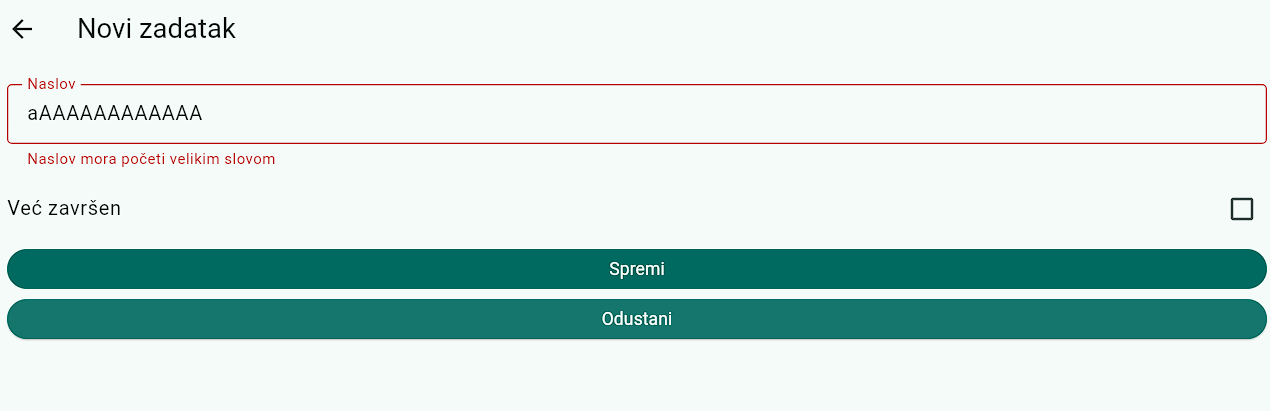 Novi zadatak
Naslov
aAAAAAAAAAAAA
Naslov mora početi velikim slovom
Već završen
Spremi
Odustani